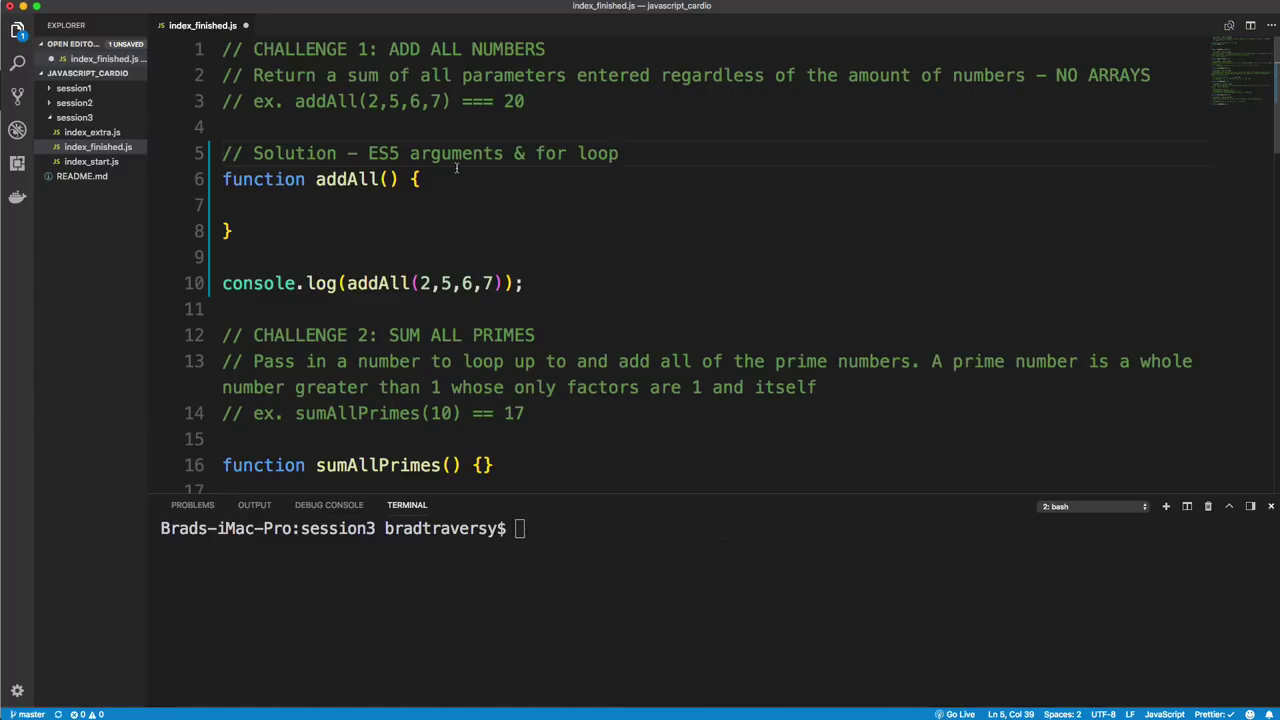 index_finished.js — javascript_cardio
EXPLORER
index_finished.js
OPEN EDITO... 1 UNSAVED
index_finished.js ...
JAVASCRIPT_CARDIO
session1
session2
session3
index_extra.js
index_finished.js
index_start.js
README.md
1 // CHALLENGE 1: ADD ALL NUMBERS
2 // Return a sum of all parameters entered regardless of the amount of numbers - NO ARRAYS
3 // ex. addAll(2,5,6,7) === 20
4
5 // Solution - ES5 arguments & for loop
6 function addAll() {
7
8 }
9
10 console.log(addAll(2,5,6,7));
11
12 // CHALLENGE 2: SUM ALL PRIMES
13 // Pass in a number to loop up to and add all of the prime numbers. A prime number is a whole
number greater than 1 whose only factors are 1 and itself
14 // ex. sumAllPrimes(10) == 17
15
16 function sumAllPrimes() {}
17
PROBLEMS OUTPUT DEBUG CONSOLE TERMINAL 2: bash
Brads-iMac-Pro:session3 bradtraversy$
master 0 0 Go Live Ln 5, Col 39 Spaces: 2 UTF-8 LF JavaScript Prettier: ✓
1